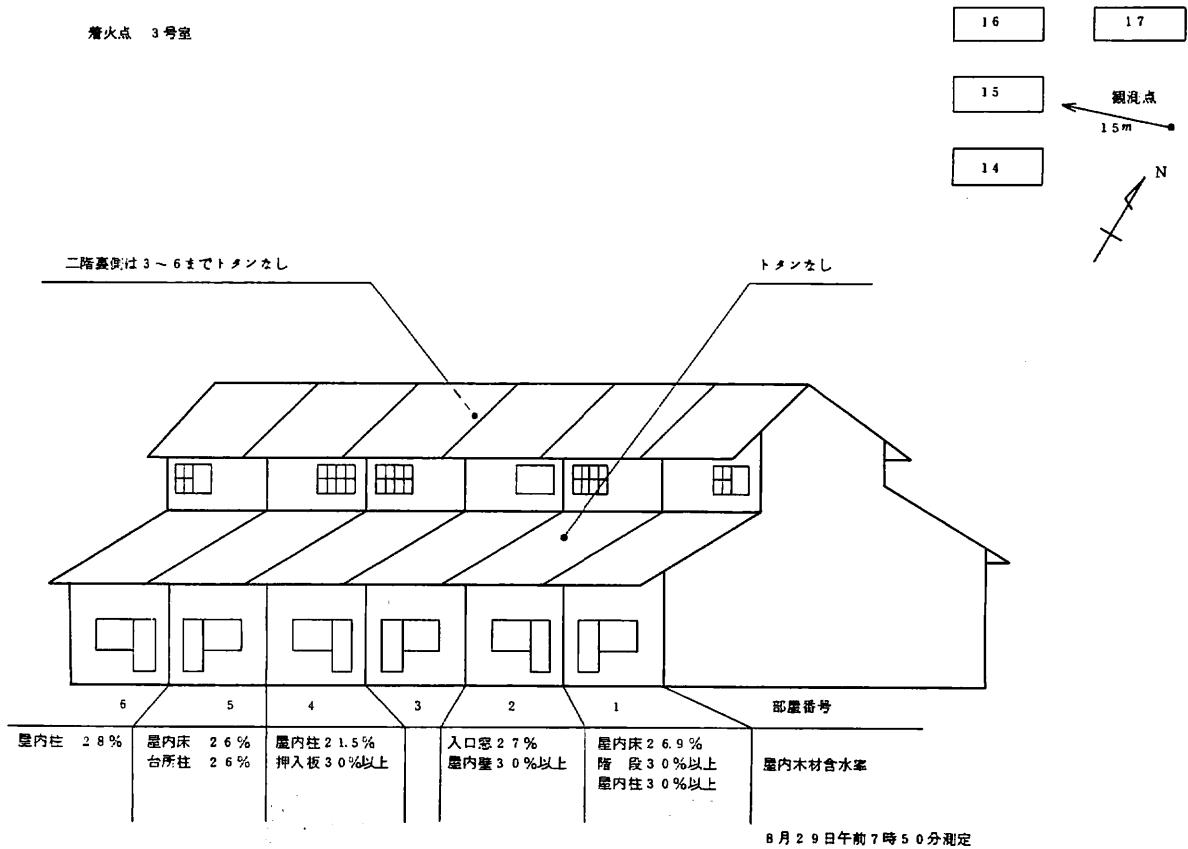 着火点 3号室
16
17
15
観測点
15m
14
N
二階裏側は3~6までトタンなし
トタンなし
6
5
4
3
2
1
部屋番号
屋内柱 28%
屋内床 26%
台所柱 26%
屋内柱21.5%
押入板30%以上
入口窓27%
屋内壁30%以上
屋内床26.9%
階 段30%以上
屋内柱30%以上
屋内木材含水率
8月29日午前7時50分測定